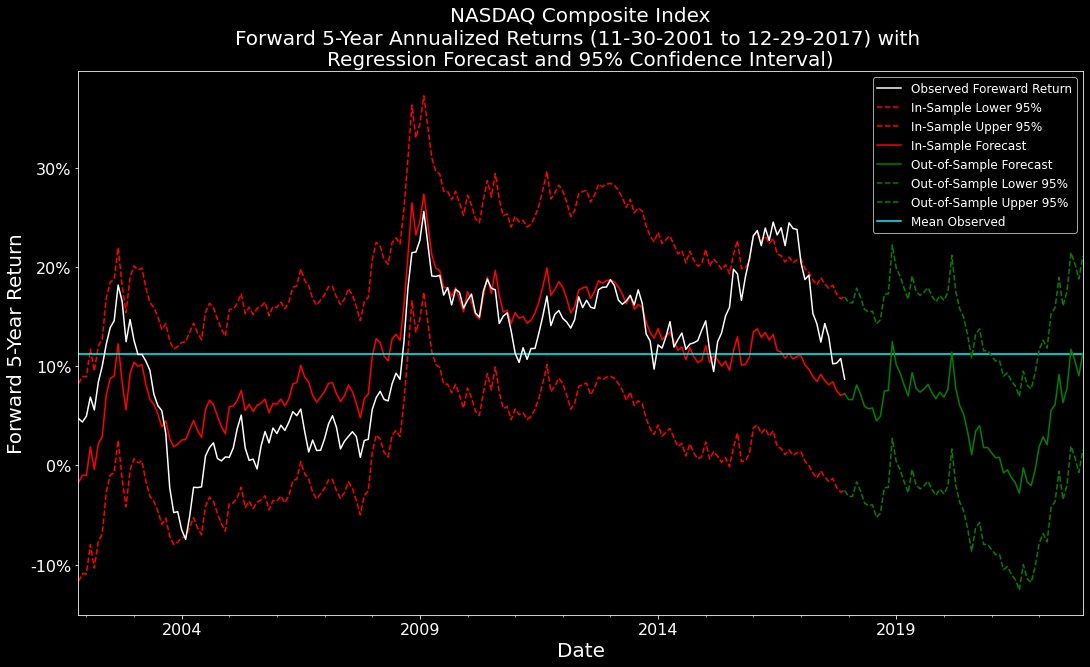 NASDAQ Composite Index
Forward 5-Year Annualized Returns (11-30-2001 to 12-29-2017) with
Regression Forecast and 95% Confidence Interval)
Observed Foreward Return
In-Sample Lower 95%
In-Sample Upper 95%
In-Sample Forecast
Out-of-Sample Forecast
Out-of-Sample Lower 95%
Out-of-Sample Upper 95%
Mean Observed
Forward 5-Year Return
30%
20%
10%
0%
-10%
2004
2009
2014
2019
Date